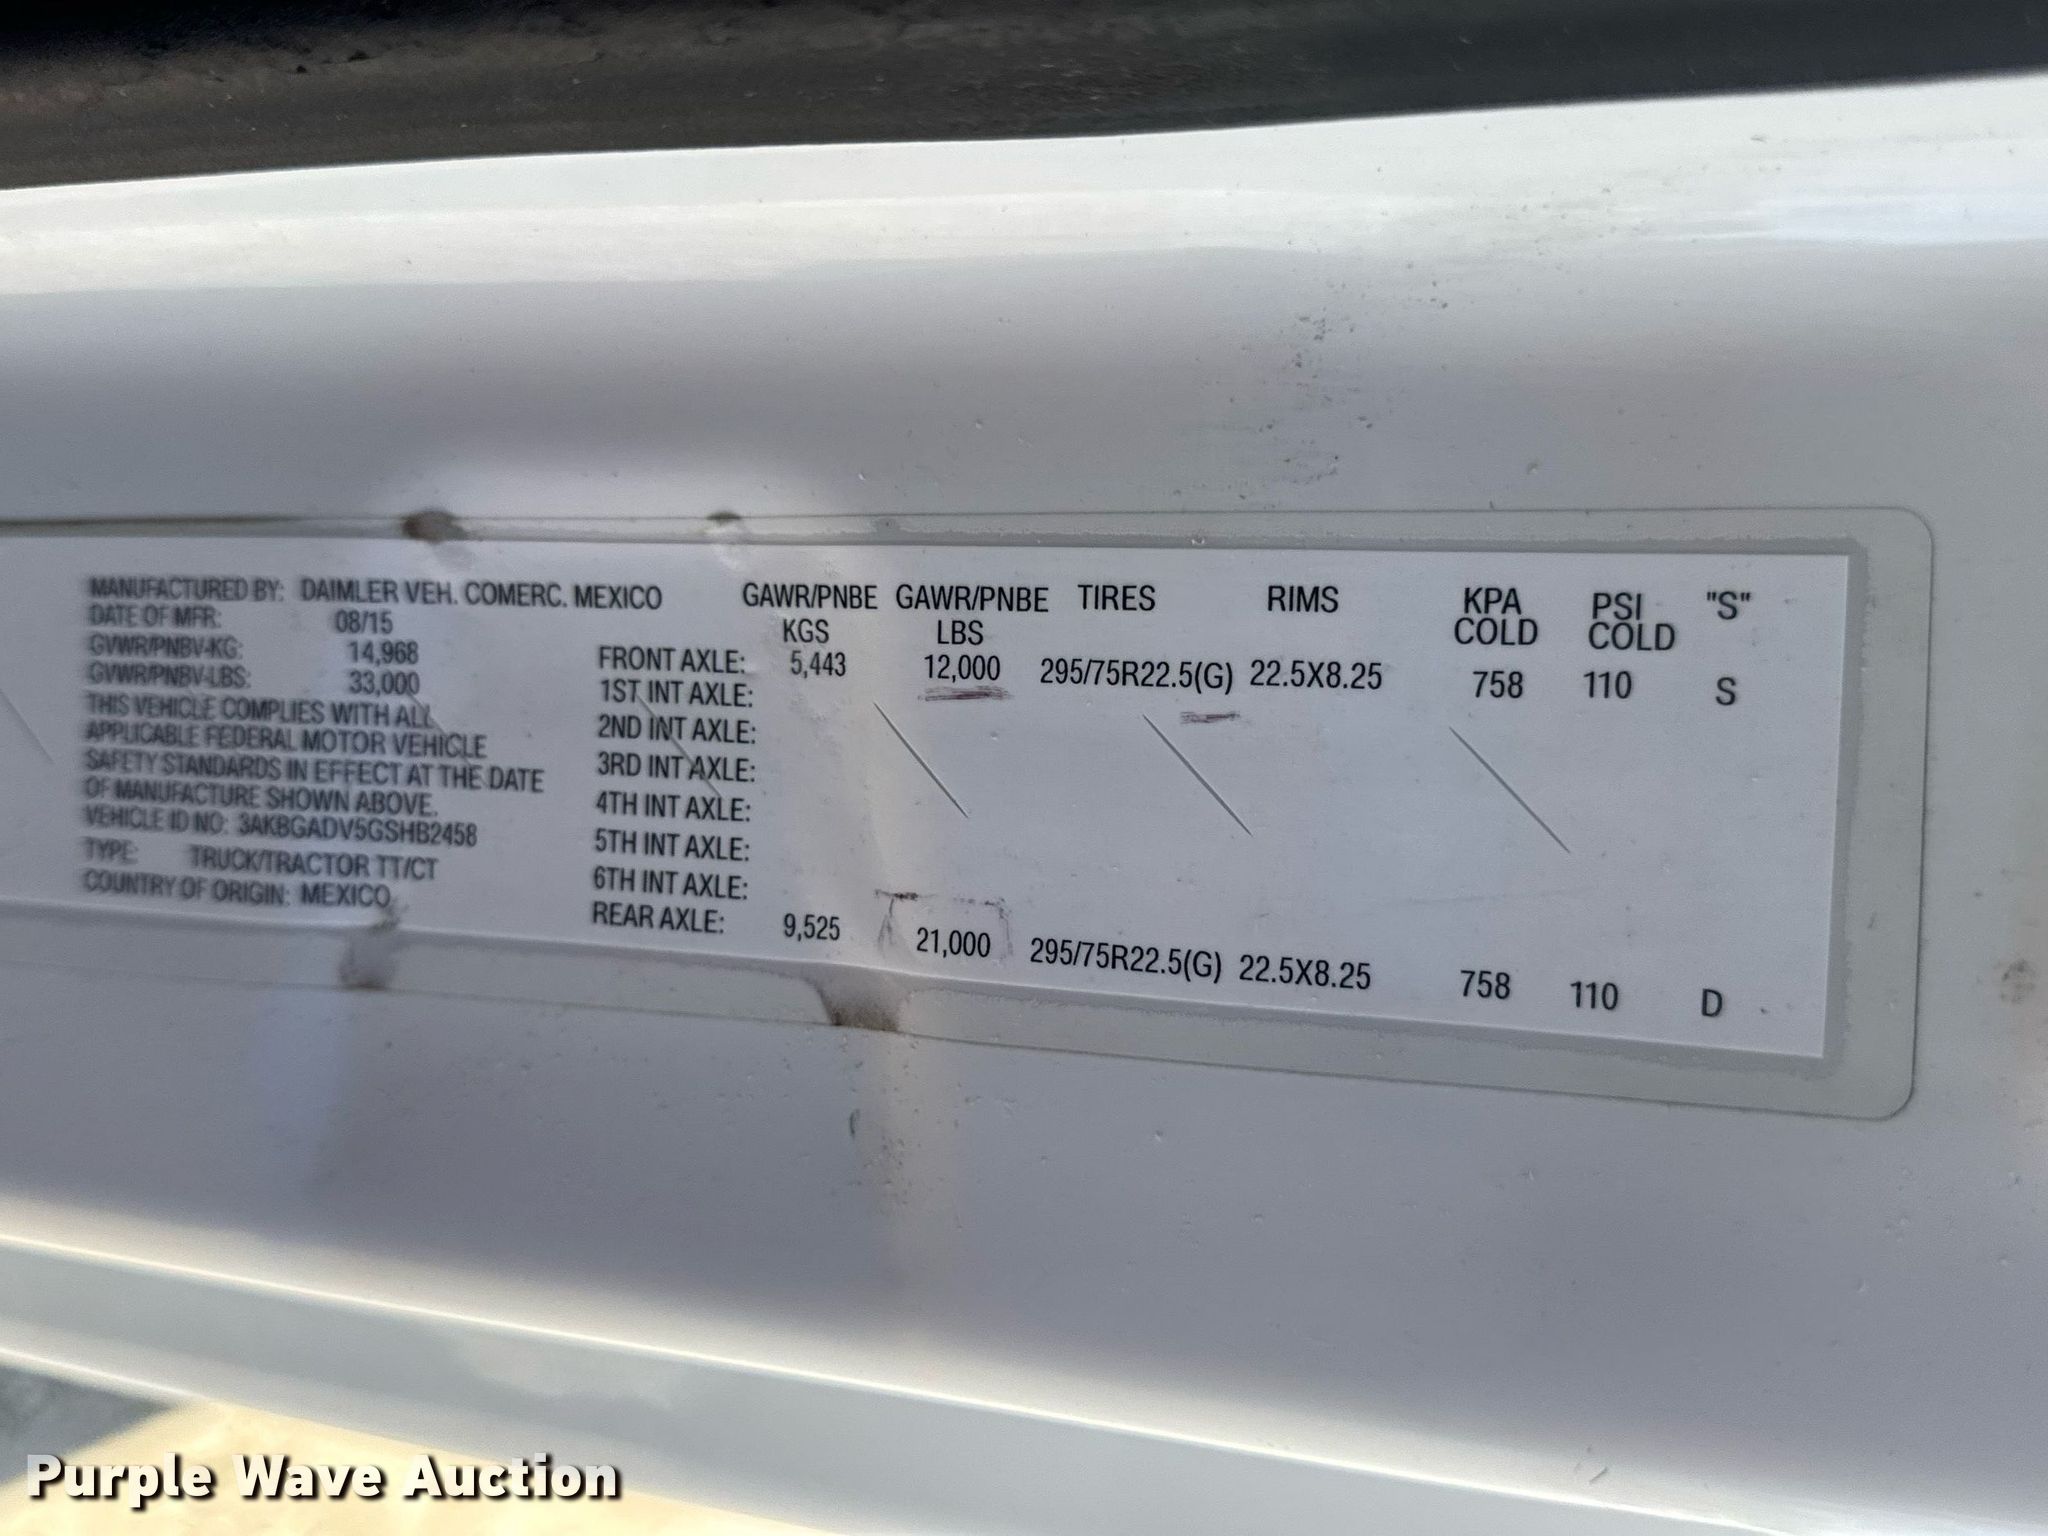 MANUFACTURED BY: DAIMLER VEH. COMERC. MEXICO
DATE OF MFR: 08/15
GVWR/PNBV-KG: 14,968
GVWR/PNBV-LBS: 33,000
THIS VEHICLE COMPLIES WITH ALL
APPLICABLE FEDERAL MOTOR VEHICLE
SAFETY STANDARDS IN EFFECT AT THE DATE
OF MANUFACTURE SHOWN ABOVE.
VEHICLE ID NO: 3AKBGADV5GSHB2458
TYPE: TRUCK/TRACTOR TT/CT
COUNTRY OF ORIGIN: MEXICO
GAWR/PNBE GAWR/PNBE TIRES RIMS KPA PSI "S"
KGS LBS COLD COLD
FRONT AXLE: 5,443 12,000 295/75R22.5(G) 22.5X8.25 758 110 S
1ST INT AXLE:
2ND INT AXLE:
3RD INT AXLE:
4TH INT AXLE:
5TH INT AXLE:
6TH INT AXLE:
REAR AXLE: 9,525 21,000 295/75R22.5(G) 22.5X8.25 758 110 D
Purple Wave Auction